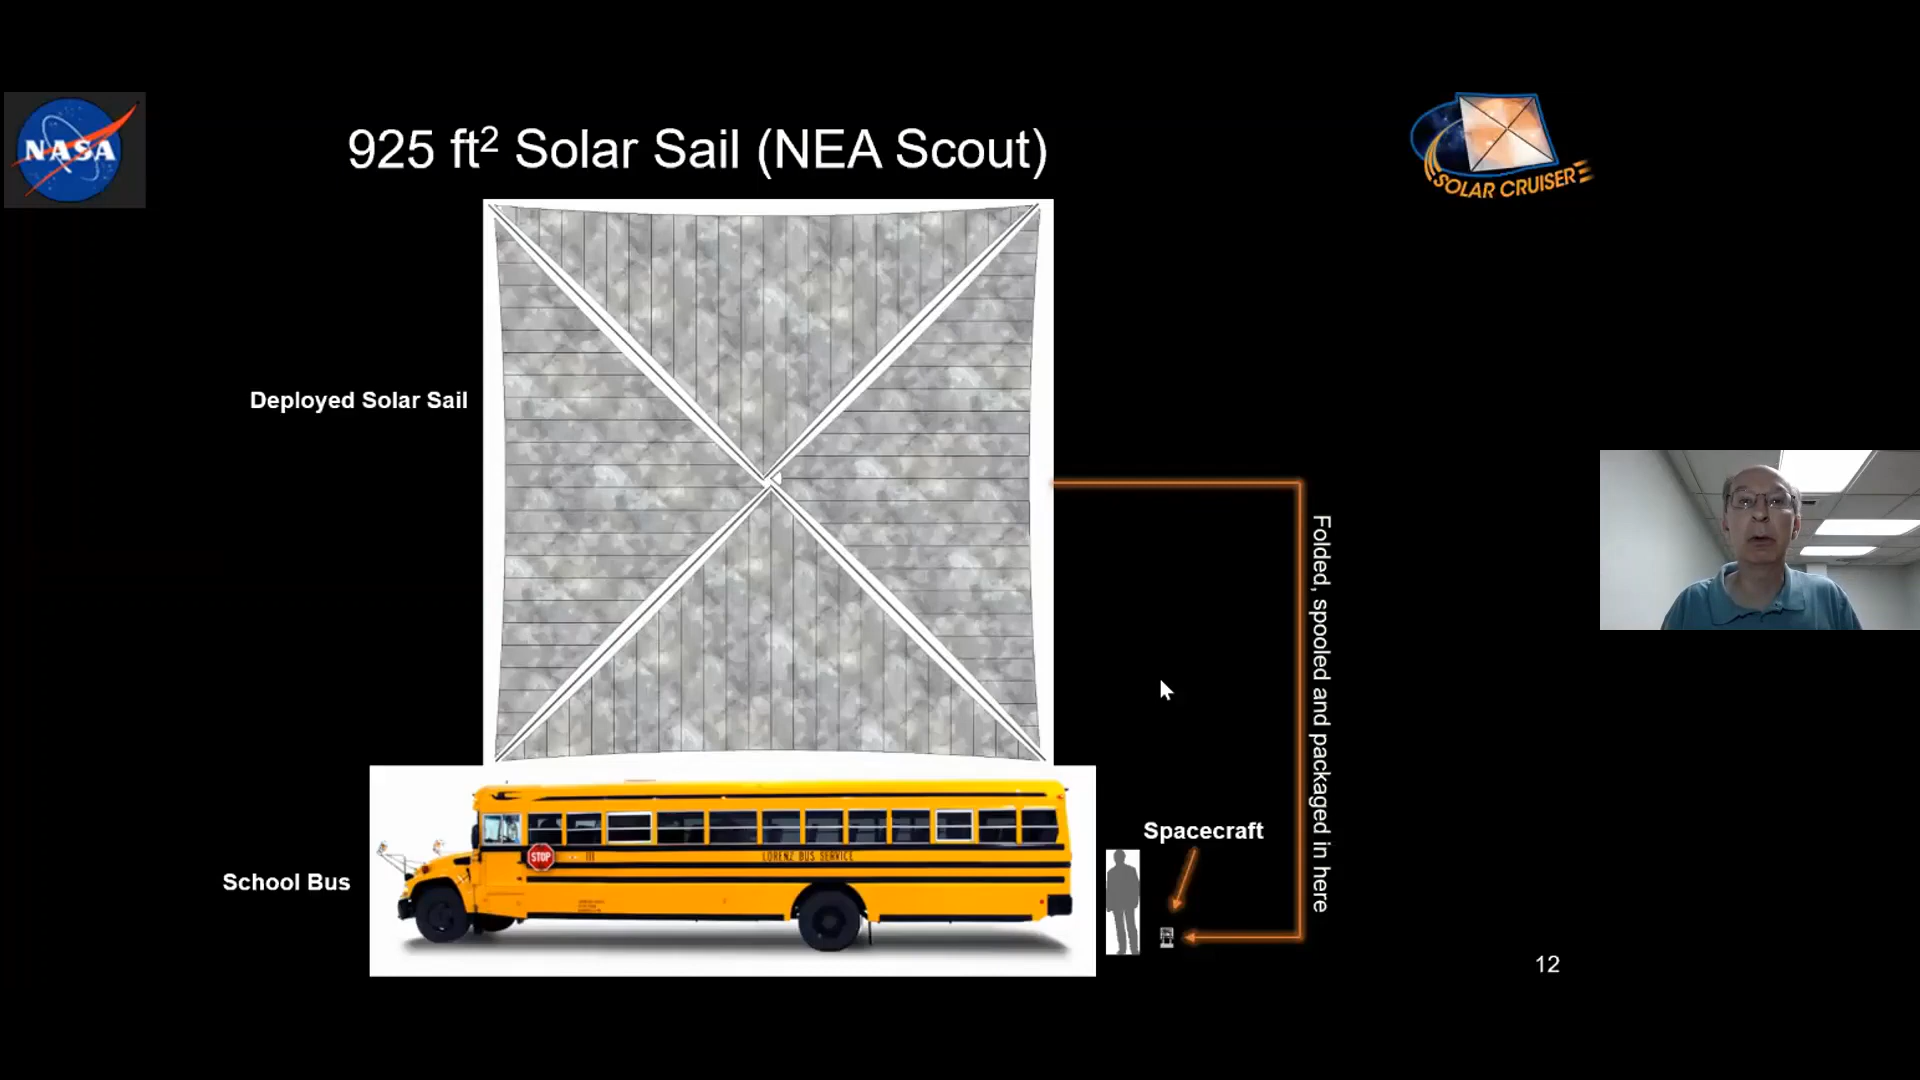 NASA
925 ft² Solar Sail (NEA Scout)
SOLAR CRUISER
Deployed Solar Sail
Folded, spooled and packaged in here
Spacecraft
School Bus
STOP
LORENZ BUS SERVICE
12